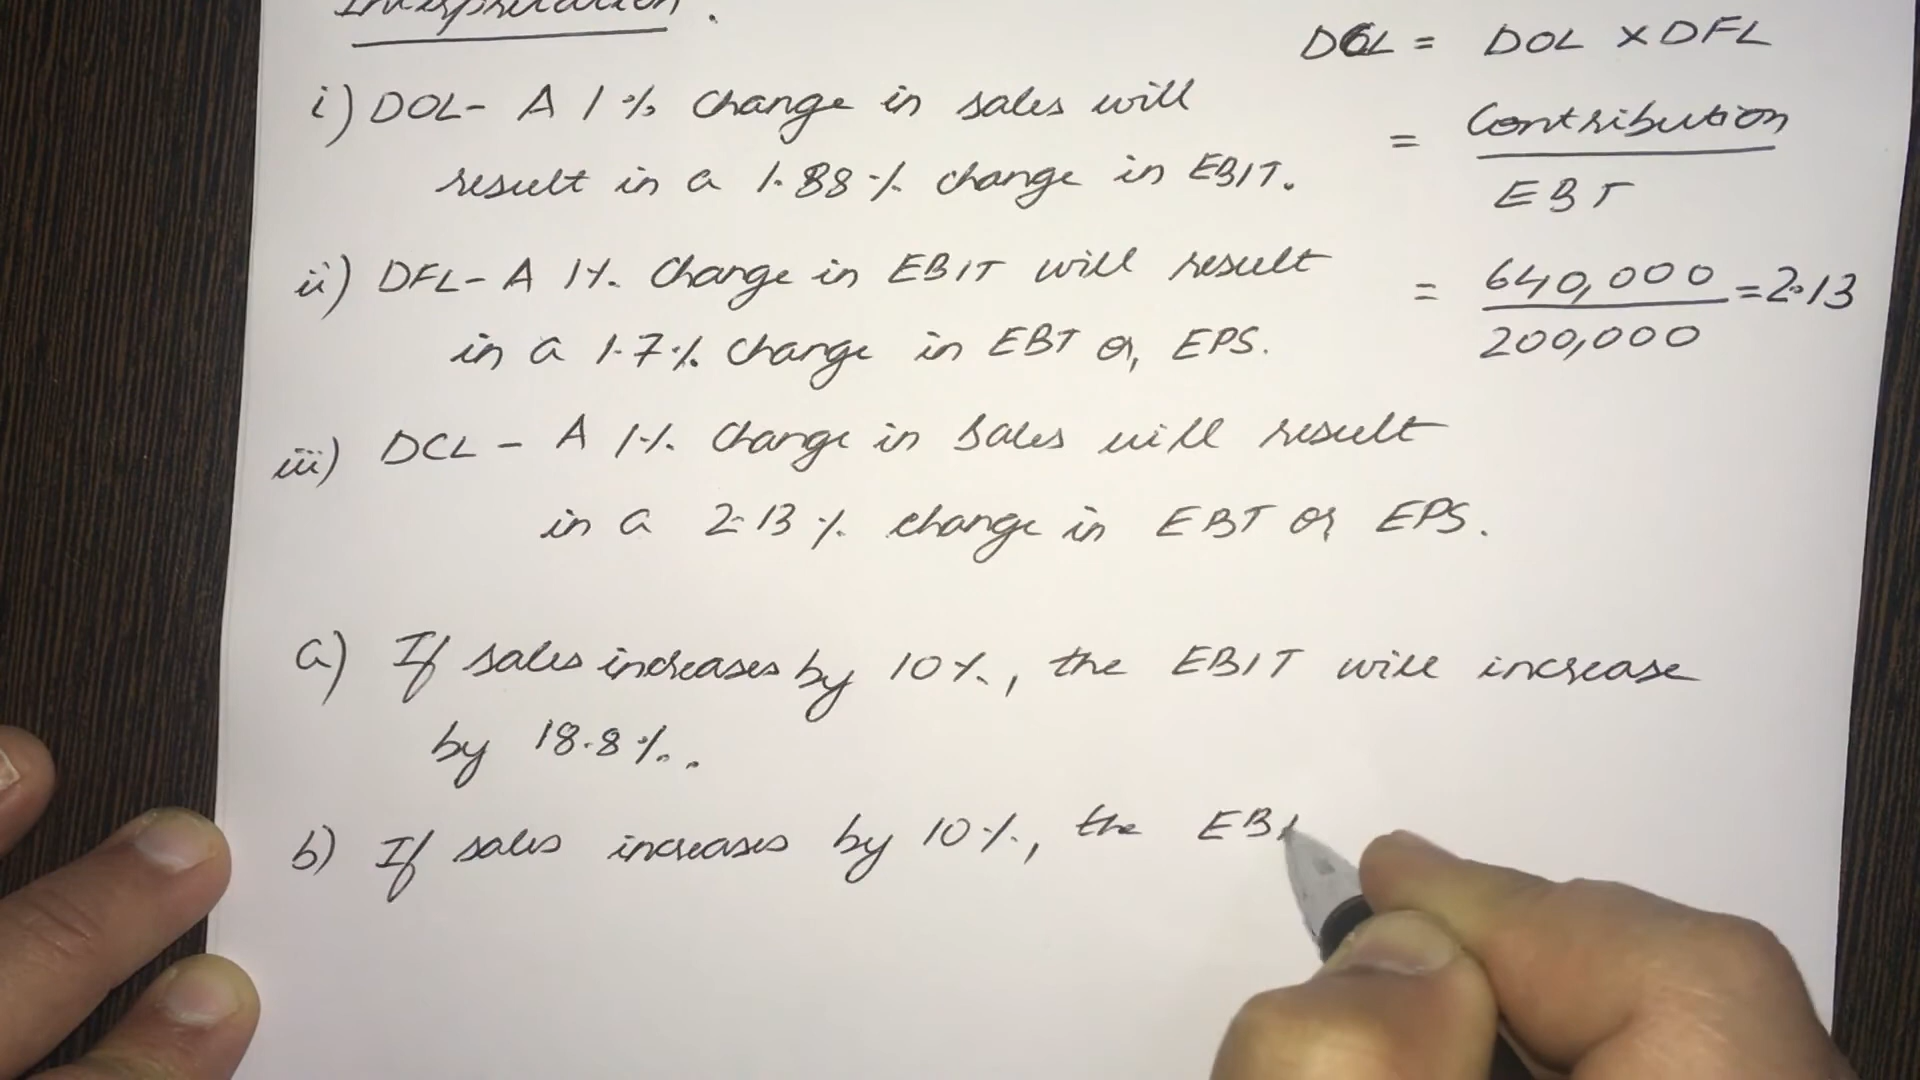 Interpretation.
i) DOL- A 1% Change in sales will
result in a 1.88% change in EBIT.
ii) DFL- A 1%. Change in EBIT will result
in a 1.7% Change in EBT or, EPS.
iii) DCL - A 1%. Change in Sales will result
in a 2.13% change in EBT or EPS.
a) If sales increases by 10%, the EBIT will increase
by 18.8%.
b) If sales increases by 10%, the EB
DCL = DOL X DFL
= Contribution
EBT
= 640,000 = 2.13
200,000